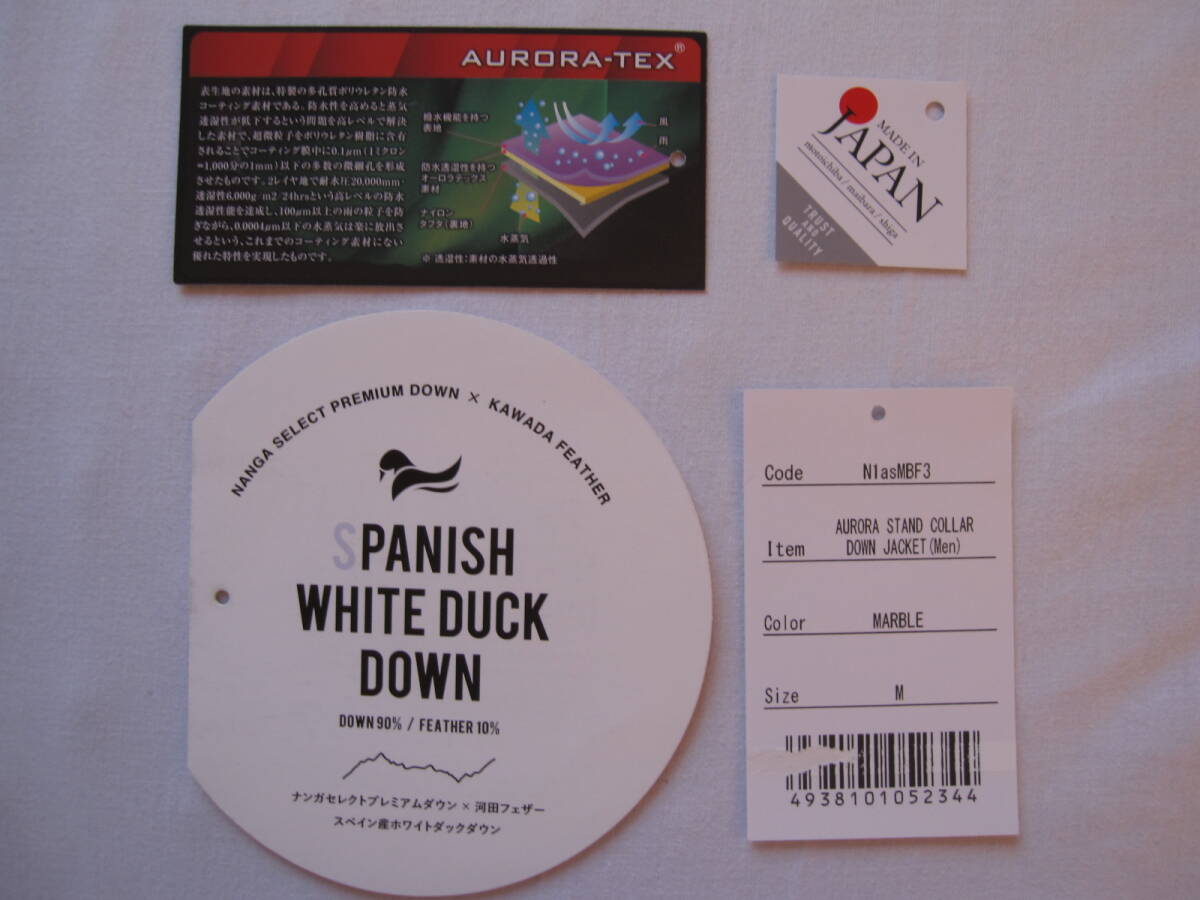 AURORA-TEX®
表生地の素材は、特製の多孔質ポリウレタン防水
コーティング素材である。防水性を高めると蒸気
透湿性が低下するという問題を高レベルで解決
した素材で、超微粒子をポリウレタン樹脂に含有
されることでコーティング膜中に0.1μm(1ミクロン
=1,000分の1mm)以下の多数の微細孔を形成
させたものです。2レイヤ地で耐水圧20,000mm・
透湿性6,000g/m2/24hrsという高レベルの防水
透湿性能を達成し、100μm以上の雨の粒子を防
ぎながら、0.0004μm以下の水蒸気は楽に放出さ
せるという、これまでのコーティング素材にない
優れた特性を実現したものです。
撥水機能を持つ
表地
防水透湿性を持つ
オーロラテックス
素材
ナイロン
タフタ(裏地)
風
雨
水蒸気
※ 透湿性:素材の水蒸気透過性
MADE IN
JAPAN
motoichiba / maibara / shiga
TRUST
AND
QUALITY
NANGA SELECT PREMIUM DOWN × KAWADA FEATHER
SPANISH
WHITE DUCK
DOWN
DOWN 90% / FEATHER 10%
ナンガセレクトプレミアムダウン × 河田フェザー
スペイン産ホワイトダックダウン
Code N1asMBF3
AURORA STAND COLLAR
Item DOWN JACKET(Men)
Color MARBLE
Size M
4938101052344